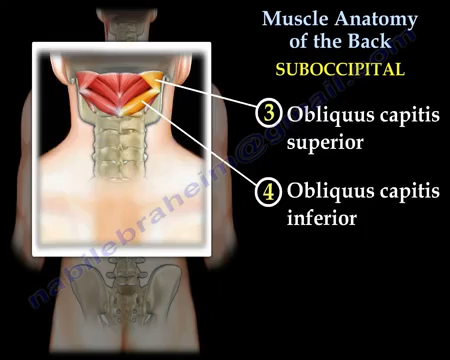 Muscle Anatomy
of the Back
SUBOCCIPITAL
3 Obliquus capitis
superior
4 Obliquus capitis
inferior
nabilebraheim@gmail.com